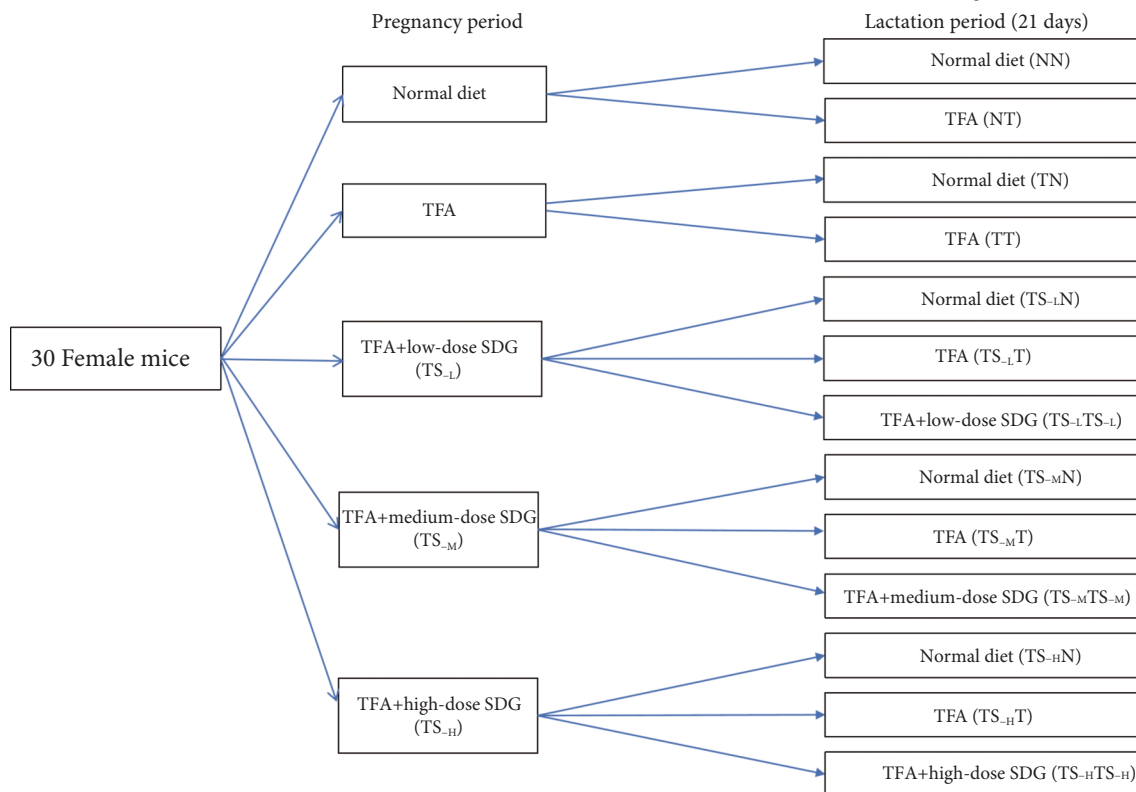 Pregnancy period
Lactation period (21 days)
30 Female mice
Normal diet
Normal diet (NN)
TFA (NT)
TFA
Normal diet (TN)
TFA (TT)
TFA+low-dose SDG
(TS-L)
Normal diet (TS-LN)
TFA (TS-LT)
TFA+low-dose SDG (TS-LTS-L)
TFA+medium-dose SDG
(TS-M)
Normal diet (TS-MN)
TFA (TS-MT)
TFA+medium-dose SDG (TS-MTS-M)
TFA+high-dose SDG
(TS-H)
Normal diet (TS-HN)
TFA (TS-HT)
TFA+high-dose SDG (TS-HTS-H)